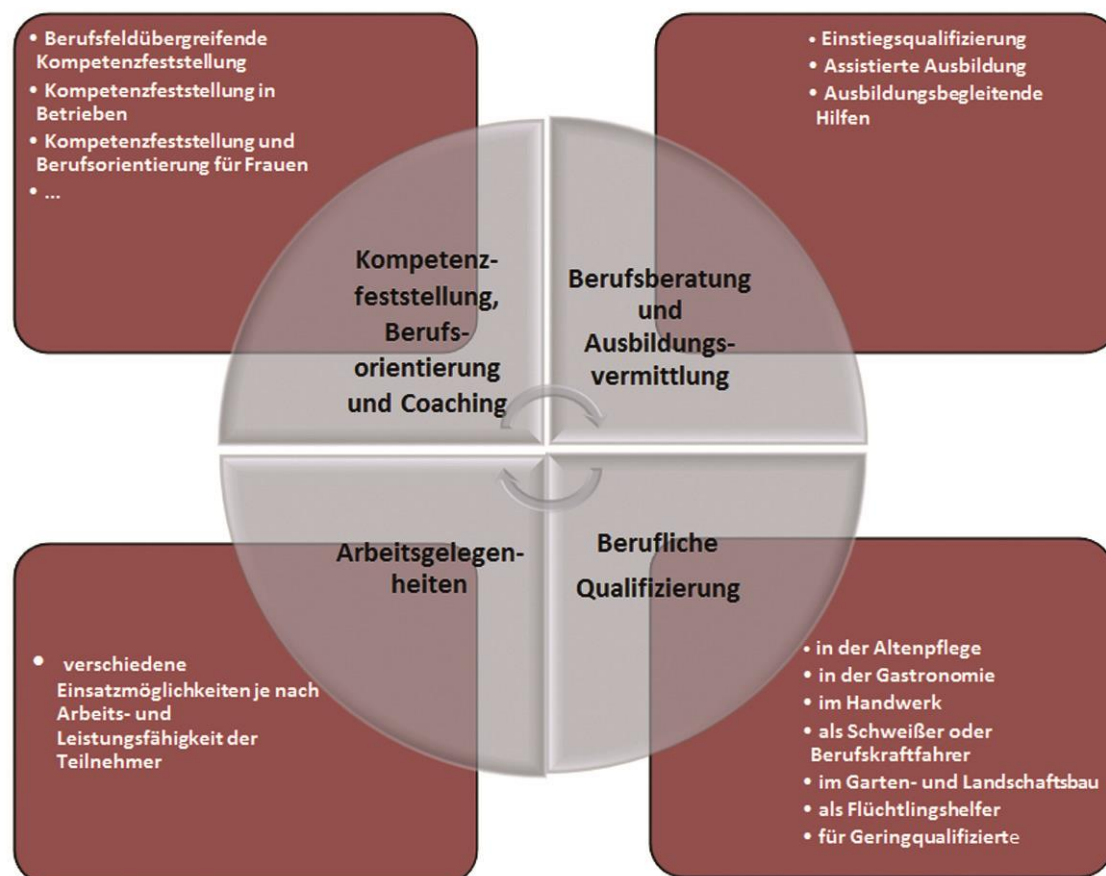 • Berufsfeldübergreifende
Kompetenzfeststellung
• Kompetenzfeststellung in
Betrieben
• Kompetenzfeststellung und
Berufsorientierung für Frauen
• ...
• Einstiegsqualifizierung
• Assistierte Ausbildung
• Ausbildungsbegleitende
Hilfen
Kompetenz-
feststellung,
Berufs-
orientierung
und Coaching
Berufsberatung
und
Ausbildungs-
vermittlung
Arbeitsgelegen-
heiten
Berufliche
Qualifizierung
• verschiedene
Einsatzmöglichkeiten je nach
Arbeits- und
Leistungsfähigkeit der
Teilnehmer
• in der Altenpflege
• in der Gastronomie
• im Handwerk
• als Schweißer oder
Berufskraftfahrer
• im Garten- und Landschaftsbau
• als Flüchtlingshelfer
• für Geringqualifizierte